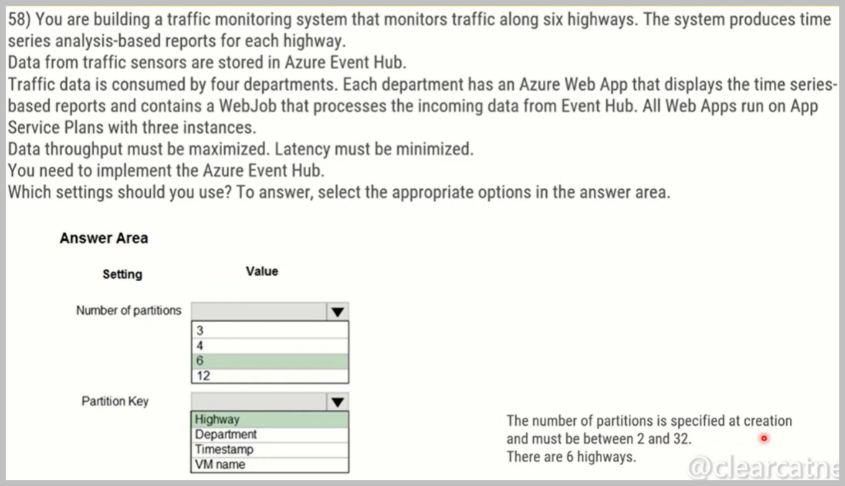 58) You are building a traffic monitoring system that monitors traffic along six highways. The system produces time
series analysis-based reports for each highway.
Data from traffic sensors are stored in Azure Event Hub.
Traffic data is consumed by four departments. Each department has an Azure Web App that displays the time series-
based reports and contains a WebJob that processes the incoming data from Event Hub. All Web Apps run on App
Service Plans with three instances.
Data throughput must be maximized. Latency must be minimized.
You need to implement the Azure Event Hub.
Which settings should you use? To answer, select the appropriate options in the answer area.
Answer Area
Setting Value
Number of partitions
3
4
6
12
Partition Key
Highway
Department
Timestamp
VM name
The number of partitions is specified at creation
and must be between 2 and 32.
There are 6 highways.
@clearcatne